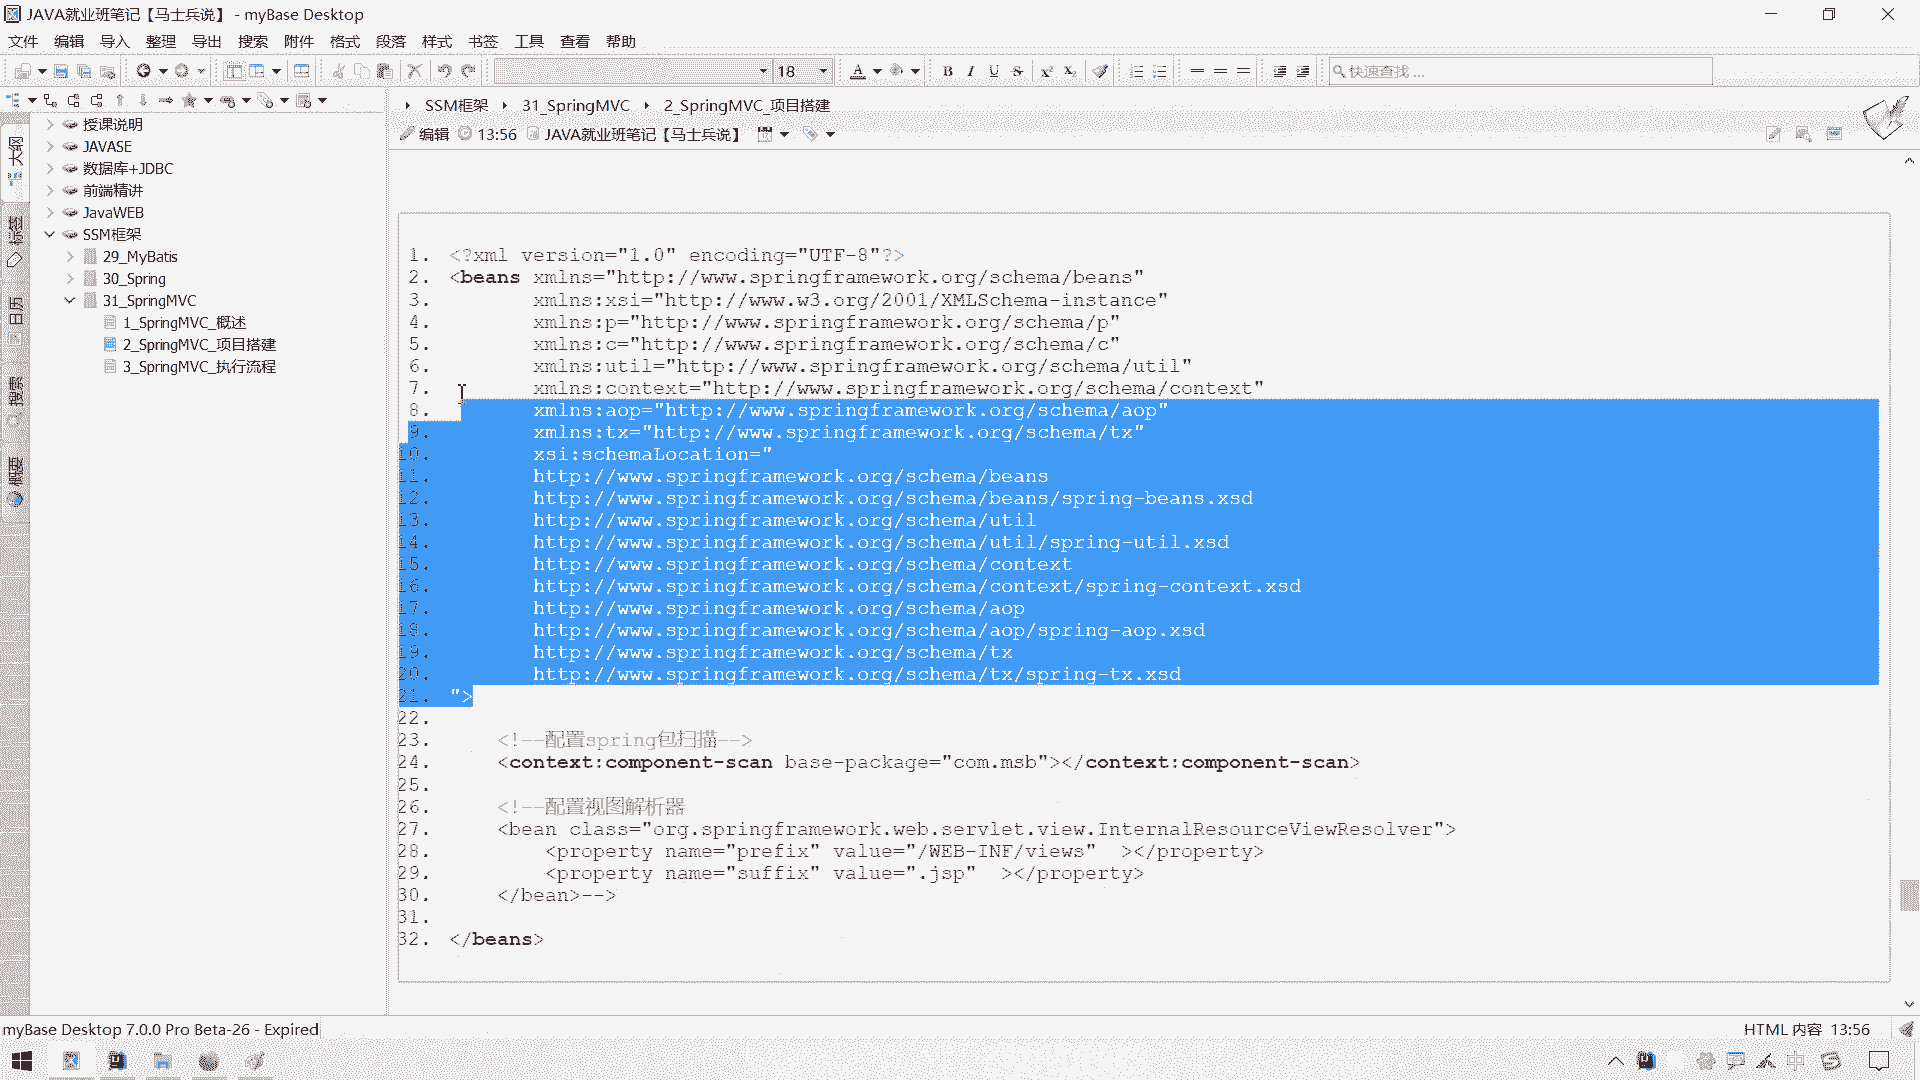 JAVA就业班笔记【马士兵说】 - myBase Desktop
文件 编辑 导入 整理 导出 搜索 附件 格式 段落 样式 书签 工具 查看 帮助
18
快速查找 ...
大纲
标签
日历
搜索
概要
授课说明
JAVASE
数据库+JDBC
前端精讲
JavaWEB
SSM框架
29_MyBatis
30_Spring
31_SpringMVC
1_SpringMVC_概述
2_SpringMVC_项目搭建
3_SpringMVC_执行流程
SSM框架 31_SpringMVC 2_SpringMVC_项目搭建
编辑 13:56 JAVA就业班笔记【马士兵说】
1. <?xml version="1.0" encoding="UTF-8"?>
2. <beans xmlns="http://www.springframework.org/schema/beans"
3. xmlns:xsi="http://www.w3.org/2001/XMLSchema-instance"
4. xmlns:p="http://www.springframework.org/schema/p"
5. xmlns:c="http://www.springframework.org/schema/c"
6. xmlns:util="http://www.springframework.org/schema/util"
7. xmlns:context="http://www.springframework.org/schema/context"
8. xmlns:aop="http://www.springframework.org/schema/aop"
9. xmlns:tx="http://www.springframework.org/schema/tx"
10. xsi:schemaLocation="
11. http://www.springframework.org/schema/beans
12. http://www.springframework.org/schema/beans/spring-beans.xsd
13. http://www.springframework.org/schema/util
14. http://www.springframework.org/schema/util/spring-util.xsd
15. http://www.springframework.org/schema/context
16. http://www.springframework.org/schema/context/spring-context.xsd
17. http://www.springframework.org/schema/aop
18. http://www.springframework.org/schema/aop/spring-aop.xsd
19. http://www.springframework.org/schema/tx
20. http://www.springframework.org/schema/tx/spring-tx.xsd
21. ">
22.
23. <!--配置spring包扫描-->
24. <context:component-scan base-package="com.msb"></context:component-scan>
25.
26. <!--配置视图解析器
27. <bean class="org.springframework.web.servlet.view.InternalResourceViewResolver">
28. <property name="prefix" value="/WEB-INF/views" ></property>
29. <property name="suffix" value=".jsp" ></property>
30. </bean>-->
31.
32. </beans>
myBase Desktop 7.0.0 Pro Beta-26 - Expired
HTML 内容 13:56
中